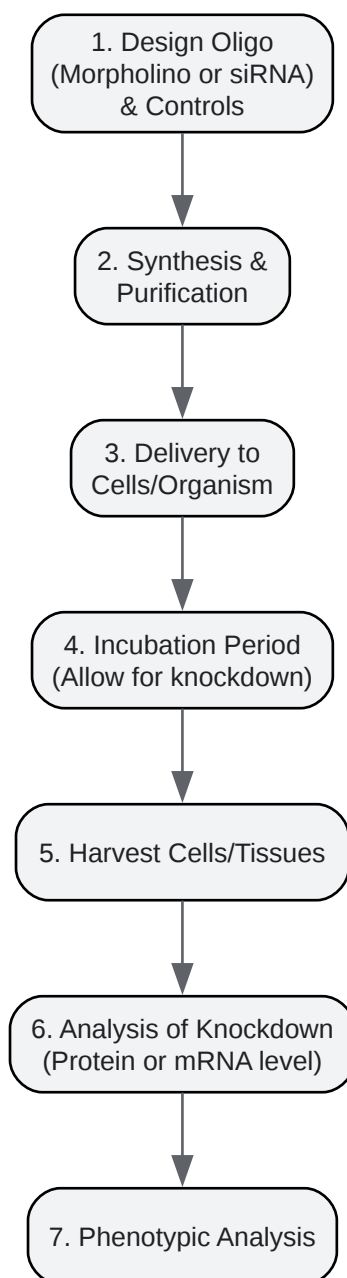 1. Design Oligo
(Morpholino or siRNA)
& Controls
2. Synthesis &
Purification
3. Delivery to
Cells/Organism
4. Incubation Period
(Allow for knockdown)
5. Harvest Cells/Tissues
6. Analysis of Knockdown
(Protein or mRNA level)
7. Phenotypic Analysis